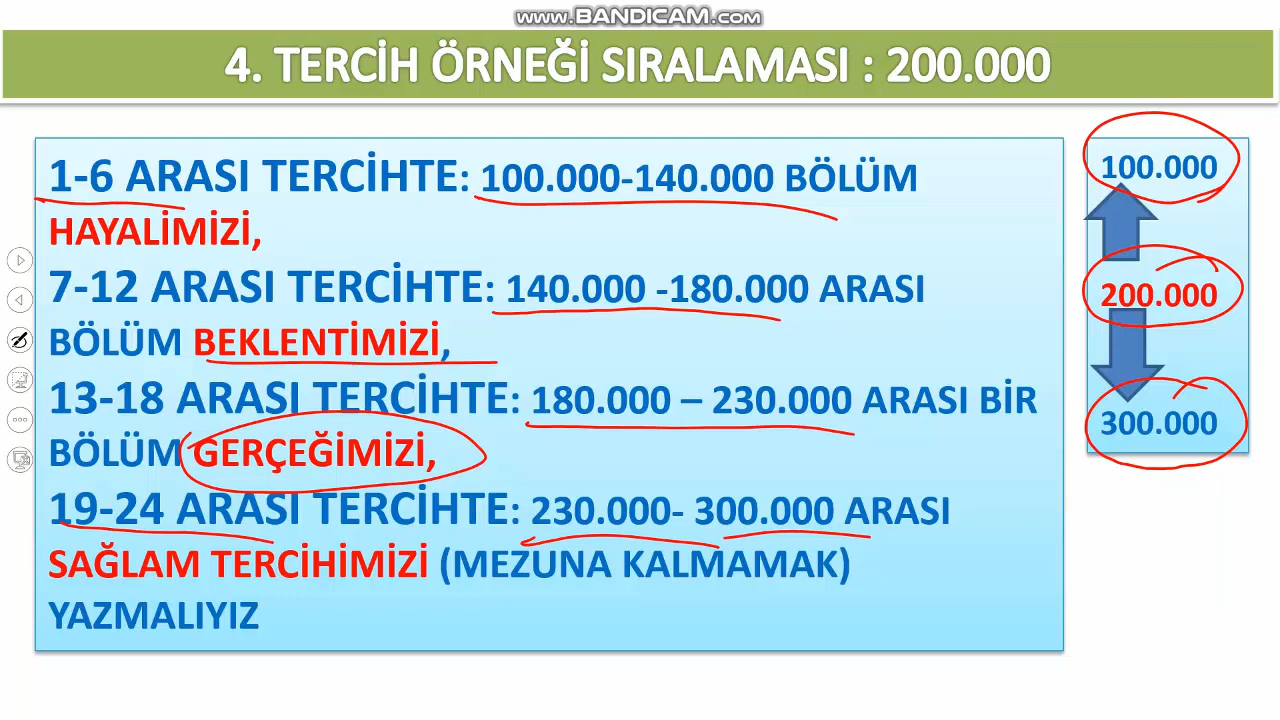 www.BANDICAM.com
4. TERCİH ÖRNEĞİ SIRALAMASI : 200.000
1-6 ARASI TERCİHTE: 100.000-140.000 BÖLÜM
HAYALİMİZİ,
7-12 ARASI TERCİHTE: 140.000 -180.000 ARASI
BÖLÜM BEKLENTİMİZİ,
13-18 ARASI TERCİHTE: 180.000 – 230.000 ARASI BİR
BÖLÜM GERÇEĞİMİZİ,
19-24 ARASI TERCİHTE: 230.000- 300.000 ARASI
SAĞLAM TERCİHİMİZİ (MEZUNA KALMAMAK)
YAZMALIYIZ
100.000
200.000
300.000